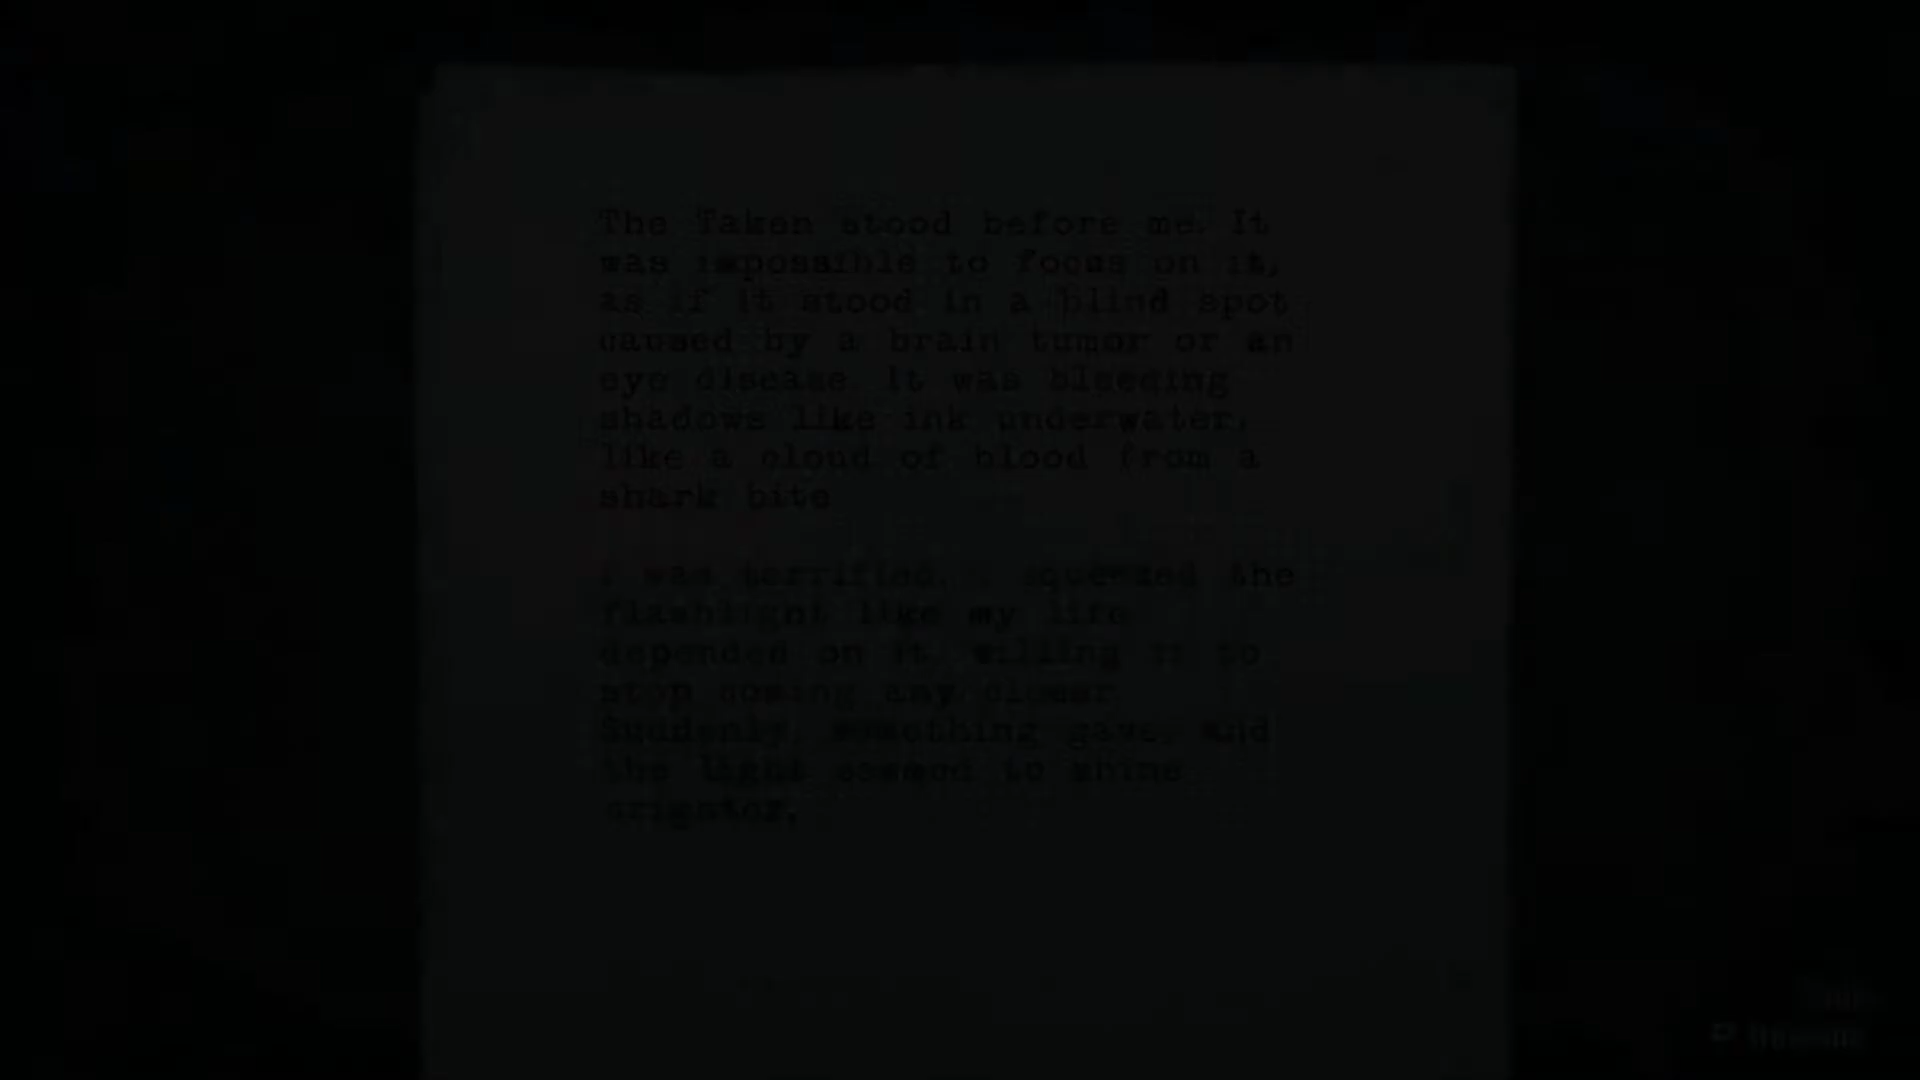 The Taken stood before me. It
was impossible to focus on it,
as if it stood in a blind spot
caused by a brain tumor or an
eye disease. It was bleeding
shadows like ink underwater,
like a cloud of blood from a
shark bite
I was terrified. I squeezed the
flashlight like my life
depended on it, willing it to
stop coming any closer
Suddenly, something gave, and
the light seemed to shine
brighter.